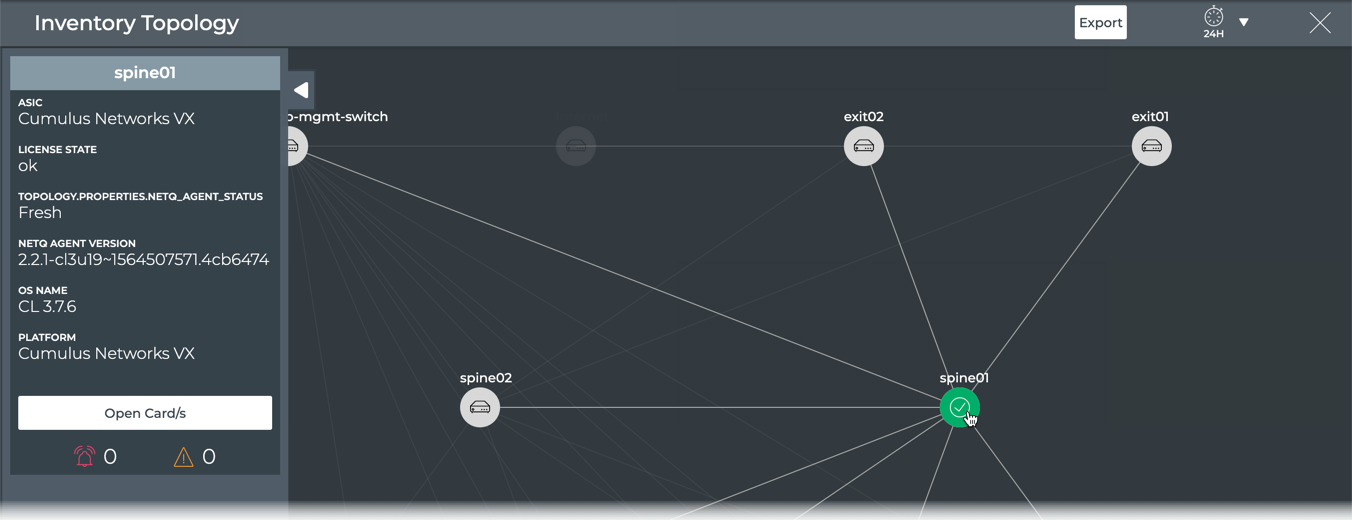 Inventory Topology
Export
24H
spine01
ASIC
Cumulus Networks VX
LICENSE STATE
ok
TOPOLOGY.PROPERTIES.NETQ_AGENT_STATUS
Fresh
NETQ AGENT VERSION
2.2.1-cl3u19~1564507571.4cb6474
OS NAME
CL 3.7.6
PLATFORM
Cumulus Networks VX
Open Card/s
0
0
-mgmt-switch
exit02
exit01
spine02
spine01